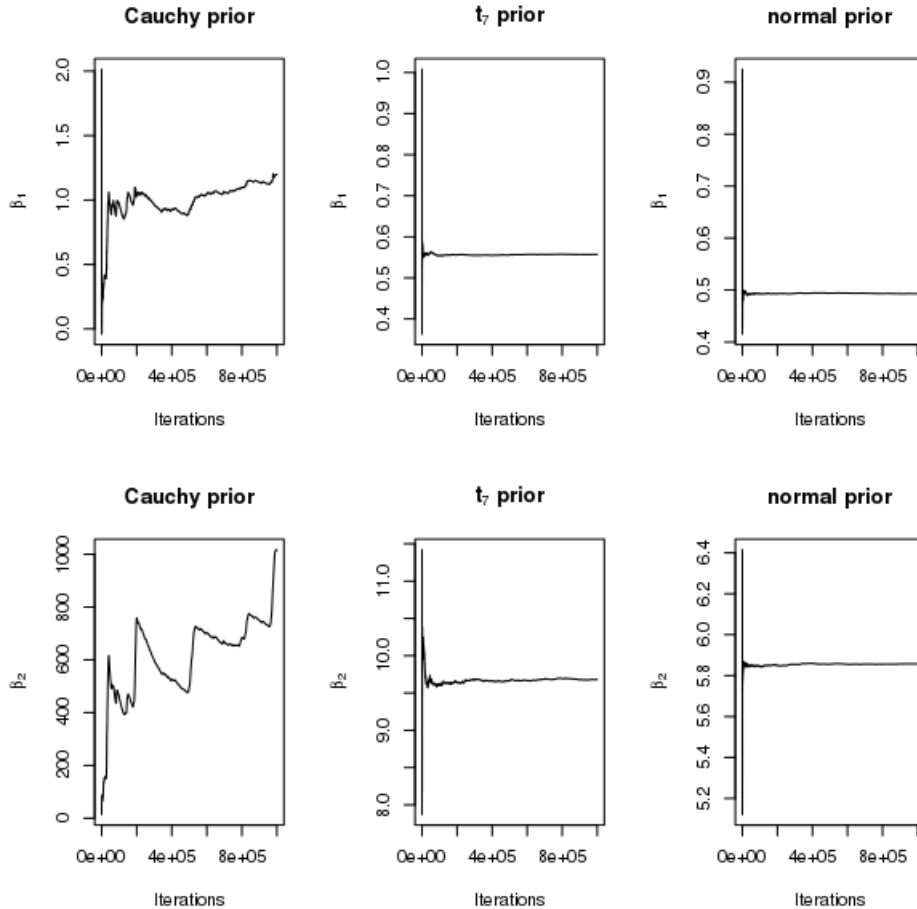 Cauchy prior
t₇ prior
normal prior
β₁
2.0
1.5
1.0
0.5
0.0
0e+00 4e+05 8e+05
Iterations
β₁
1.0
0.9
0.8
0.7
0.6
0.5
0.4
0e+00 4e+05 8e+05
Iterations
β₁
0.9
0.8
0.7
0.6
0.5
0.4
0e+00 4e+05 8e+05
Iterations
Cauchy prior
t₇ prior
normal prior
β₂
1000
800
600
400
200
0
0e+00 4e+05 8e+05
Iterations
β₂
11.0
10.0
9.0
8.0
0e+00 4e+05 8e+05
Iterations
β₂
6.4
6.2
6.0
5.8
5.6
5.4
5.2
0e+00 4e+05 8e+05
Iterations